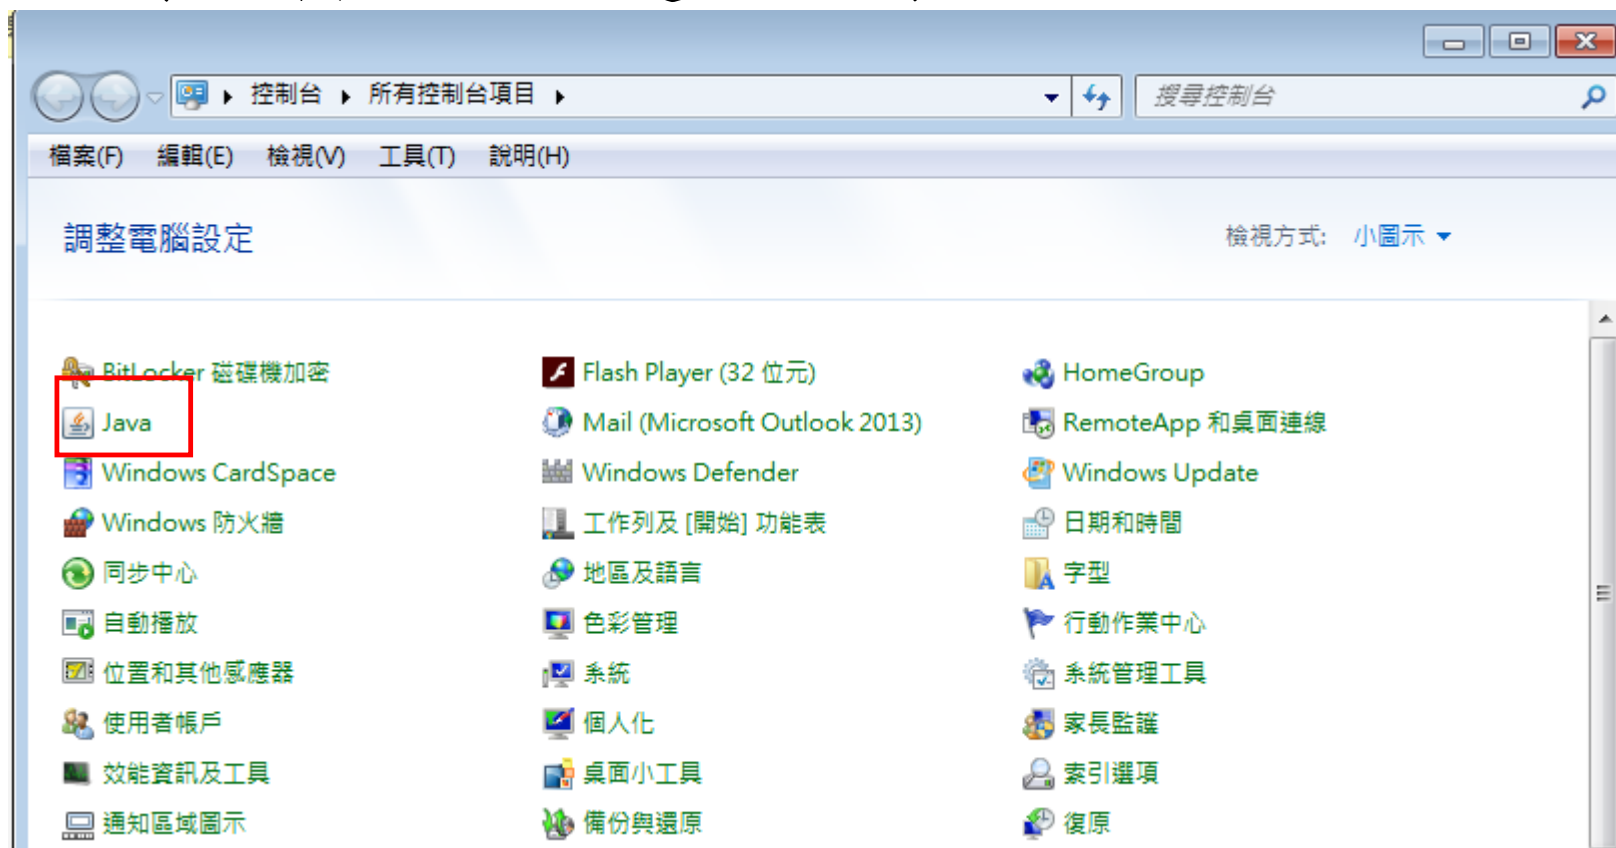 控制台 所有控制台項目
搜尋控制台
檔案(F) 編輯(E) 檢視(V) 工具(T) 說明(H)
調整電腦設定
檢視方式: 小圖示
BitLocker 磁碟機加密 Flash Player (32 位元) HomeGroup
Java Mail (Microsoft Outlook 2013) RemoteApp 和桌面連線
Windows CardSpace Windows Defender Windows Update
Windows 防火牆 工作列及 [開始] 功能表 日期和時間
同步中心 地區及語言 字型
自動播放 色彩管理 行動作業中心
位置和其他感應器 系統 系統管理工具
使用者帳戶 個人化 家長監護
效能資訊及工具 桌面小工具 索引選項
通知區域圖示 備份與還原 復原